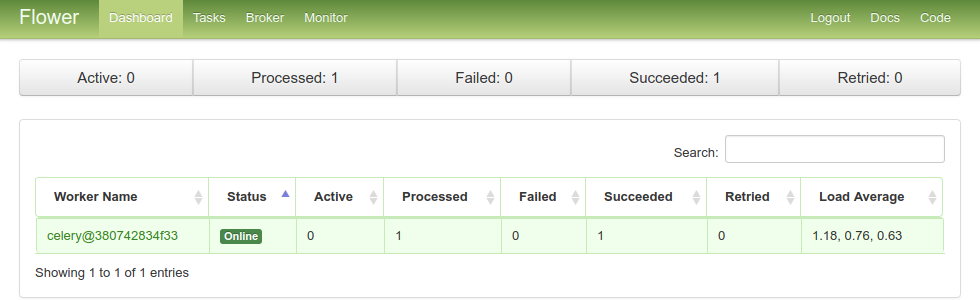 Flower Dashboard Tasks Broker Monitor Logout Docs Code
Active: 0 Processed: 1 Failed: 0 Succeeded: 1 Retried: 0
Search:
Worker Name Status Active Processed Failed Succeeded Retried Load Average
celery@380742834f33 Online 0 1 0 1 0 1.18, 0.76, 0.63
Showing 1 to 1 of 1 entries